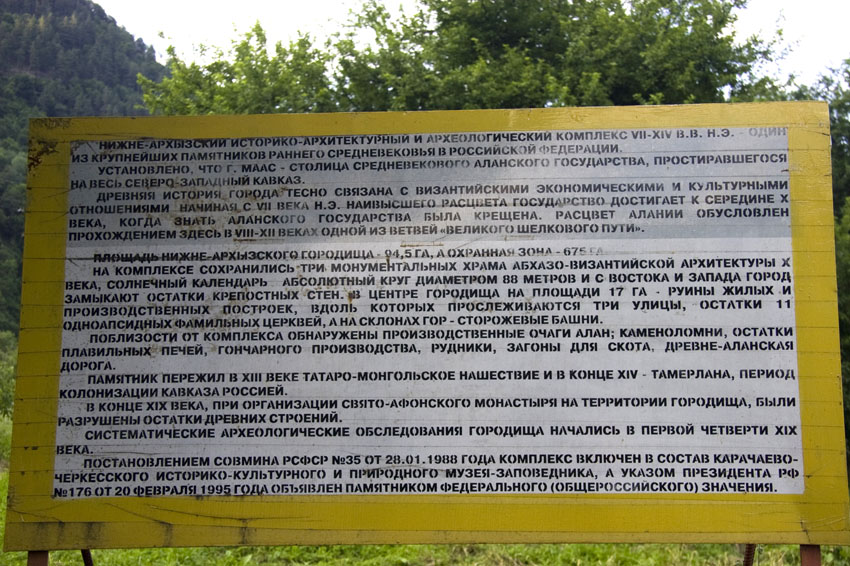 НИЖНЕ-АРХЫЗСКИЙ ИСТОРИКО-АРХИТЕКТУРНЫЙ И АРХЕОЛОГИЧЕСКИЙ КОМПЛЕКС VII-XIV В.В. Н.Э. - ОДИН
ИЗ КРУПНЕЙШИХ ПАМЯТНИКОВ РАННЕГО СРЕДНЕВЕКОВЬЯ В РОССИЙСКОЙ ФЕДЕРАЦИИ.
УСТАНОВЛЕНО, ЧТО Г. МААС - СТОЛИЦА СРЕДНЕВЕКОВОГО АЛАНСКОГО ГОСУДАРСТВА, ПРОСТИРАВШЕГОСЯ
НА ВЕСЬ СЕВЕРО-ЗАПАДНЫЙ КАВКАЗ.
ДРЕВНЯЯ ИСТОРИЯ ГОРОДА ТЕСНО СВЯЗАНА С ВИЗАНТИЙСКИМИ ЭКОНОМИЧЕСКИМИ И КУЛЬТУРНЫМИ
ОТНОШЕНИЯМИ НАЧИНАЯ С VII ВЕКА Н.Э. НАИВЫСШЕГО РАСЦВЕТА ГОСУДАРСТВО ДОСТИГАЕТ К СЕРЕДИНЕ X
ВЕКА, КОГДА ЗНАТЬ АЛАНСКОГО ГОСУДАРСТВА БЫЛА КРЕЩЕНА. РАСЦВЕТ АЛАНИИ ОБУСЛОВЛЕН
ПРОХОЖДЕНИЕМ ЗДЕСЬ В VIII-XII ВЕКАХ ОДНОЙ ИЗ ВЕТВЕЙ «ВЕЛИКОГО ШЕЛКОВОГО ПУТИ».
ПЛОЩАДЬ НИЖНЕ-АРХЫЗСКОГО ГОРОДИЩА - 94,5 ГА, А ОХРАННАЯ ЗОНА - 675 ГА
НА КОМПЛЕКСЕ СОХРАНИЛИСЬ ТРИ МОНУМЕНТАЛЬНЫХ ХРАМА АБХАЗО-ВИЗАНТИЙСКОЙ АРХИТЕКТУРЫ X
ВЕКА, СОЛНЕЧНЫЙ КАЛЕНДАРЬ АБСОЛЮТНЫЙ КРУГ ДИАМЕТРОМ 88 МЕТРОВ И С ВОСТОКА И ЗАПАДА ГОРОД
ЗАМЫКАЮТ ОСТАТКИ КРЕПОСТНЫХ СТЕН. В ЦЕНТРЕ ГОРОДИЩА НА ПЛОЩАДИ 17 ГА - РУИНЫ ЖИЛЫХ И
ПРОИЗВОДСТВЕННЫХ ПОСТРОЕК, ВДОЛЬ КОТОРЫХ ПРОСЛЕЖИВАЮТСЯ ТРИ УЛИЦЫ, ОСТАТКИ 11
ОДНОАПСИДНЫХ ФАМИЛЬНЫХ ЦЕРКВЕЙ, А НА СКЛОНАХ ГОР - СТОРОЖЕВЫЕ БАШНИ.
ПОБЛИЗОСТИ ОТ КОМПЛЕКСА ОБНАРУЖЕНЫ ПРОИЗВОДСТВЕННЫЕ ОЧАГИ АЛАН; КАМЕНОЛОМНИ, ОСТАТКИ
ПЛАВИЛЬНЫХ ПЕЧЕЙ, ГОНЧАРНОГО ПРОИЗВОДСТВА, РУДНИКИ, ЗАГОНЫ ДЛЯ СКОТА, ДРЕВНЕ-АЛАНСКАЯ
ДОРОГА.
ПАМЯТНИК ПЕРЕЖИЛ В XIII ВЕКЕ ТАТАРО-МОНГОЛЬСКОЕ НАШЕСТВИЕ И В КОНЦЕ XIV - ТАМЕРЛАНА, ПЕРИОД
КОЛОНИЗАЦИИ КАВКАЗА РОССИЕЙ.
В КОНЦЕ XIX ВЕКА, ПРИ ОРГАНИЗАЦИИ СВЯТО-АФОНСКОГО МОНАСТЫРЯ НА ТЕРРИТОРИИ ГОРОДИЩА, БЫЛИ
РАЗРУШЕНЫ ОСТАТКИ ДРЕВНИХ СТРОЕНИЙ.
СИСТЕМАТИЧЕСКИЕ АРХЕОЛОГИЧЕСКИЕ ОБСЛЕДОВАНИЯ ГОРОДИЩА НАЧАЛИСЬ В ПЕРВОЙ ЧЕТВЕРТИ XIX
ВЕКА.
ПОСТАНОВЛЕНИЕМ СОВМИНА РСФСР №35 ОТ 28.01.1988 ГОДА КОМПЛЕКС ВКЛЮЧЕН В СОСТАВ КАРАЧАЕВО-
ЧЕРКЕССКОГО ИСТОРИКО-КУЛЬТУРНОГО И ПРИРОДНОГО МУЗЕЯ-ЗАПОВЕДНИКА, А УКАЗОМ ПРЕЗИДЕНТА РФ
№176 ОТ 20 ФЕВРАЛЯ 1995 ГОДА ОБЪЯВЛЕН ПАМЯТНИКОМ ФЕДЕРАЛЬНОГО (ОБЩЕРОССИЙСКОГО) ЗНАЧЕНИЯ.